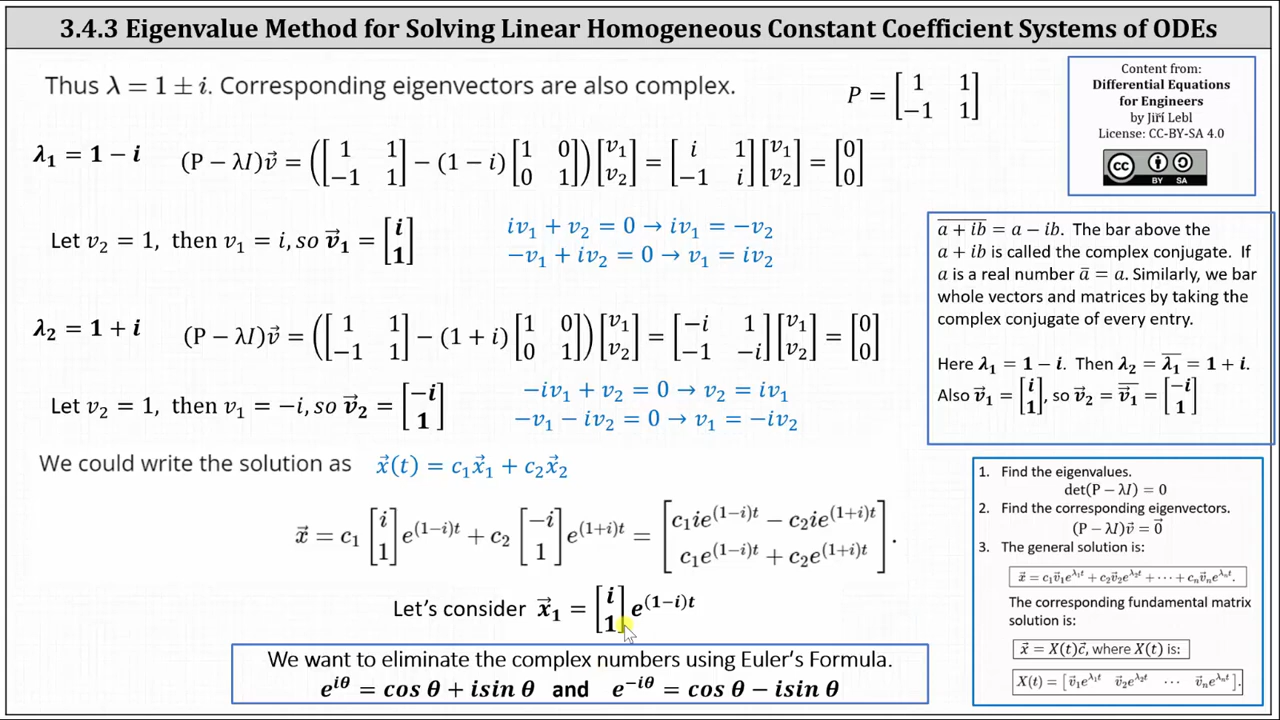 3.4.3 Eigenvalue Method for Solving Linear Homogeneous Constant Coefficient Systems of ODEs
Thus λ = 1 ± i. Corresponding eigenvectors are also complex.
P = [1 1; −1 1]
Content from:
Differential Equations
for Engineers
by Jiří Lebl
License: CC-BY-SA 4.0
cc BY SA
λ₁ = 1 − i (P − λI)v⃗ = ([1 1; −1 1] − (1 − i)[1 0; 0 1])[v₁; v₂] = [i 1; −1 i][v₁; v₂] = [0; 0]
Let v₂ = 1, then v₁ = i, so v⃗₁ = [i; 1]
iv₁ + v₂ = 0 → iv₁ = −v₂
−v₁ + iv₂ = 0 → v₁ = iv₂
λ₂ = 1 + i (P − λI)v⃗ = ([1 1; −1 1] − (1 + i)[1 0; 0 1])[v₁; v₂] = [−i 1; −1 −i][v₁; v₂] = [0; 0]
Let v₂ = 1, then v₁ = −i, so v⃗₂ = [−i; 1]
−iv₁ + v₂ = 0 → v₂ = iv₁
−v₁ − iv₂ = 0 → v₁ = −iv₂
We could write the solution as x⃗(t) = c₁x⃗₁ + c₂x⃗₂
x⃗ = c₁[i; 1]e^{(1−i)t} + c₂[−i; 1]e^{(1+i)t} = [c₁ie^{(1−i)t} − c₂ie^{(1+i)t}; c₁e^{(1−i)t} + c₂e^{(1+i)t}].
Let's consider x⃗₁ = [i; 1]e^{(1−i)t}
We want to eliminate the complex numbers using Euler's Formula.
e^{iθ} = cos θ + isin θ and e^{−iθ} = cos θ − isin θ
\overline{a + ib} = a − ib. The bar above the
a + ib is called the complex conjugate. If
a is a real number ā = a. Similarly, we bar
whole vectors and matrices by taking the
complex conjugate of every entry.
Here λ₁ = 1 − i. Then λ₂ = \overline{λ₁} = 1 + i.
Also v⃗₁ = [i; 1], so v⃗₂ = \overline{v⃗₁} = [−i; 1]
1. Find the eigenvalues.
det(P − λI) = 0
2. Find the corresponding eigenvectors.
(P − λI)v⃗ = 0⃗
3. The general solution is:
x⃗ = c₁v⃗₁e^{λ₁t} + c₂v⃗₂e^{λ₂t} + ⋯ + cₙv⃗ₙe^{λₙt}.
The corresponding fundamental matrix
solution is:
x⃗ = X(t)c⃗, where X(t) is:
X(t) = [v⃗₁e^{λ₁t} v⃗₂e^{λ₂t} ⋯ v⃗ₙe^{λₙt}].